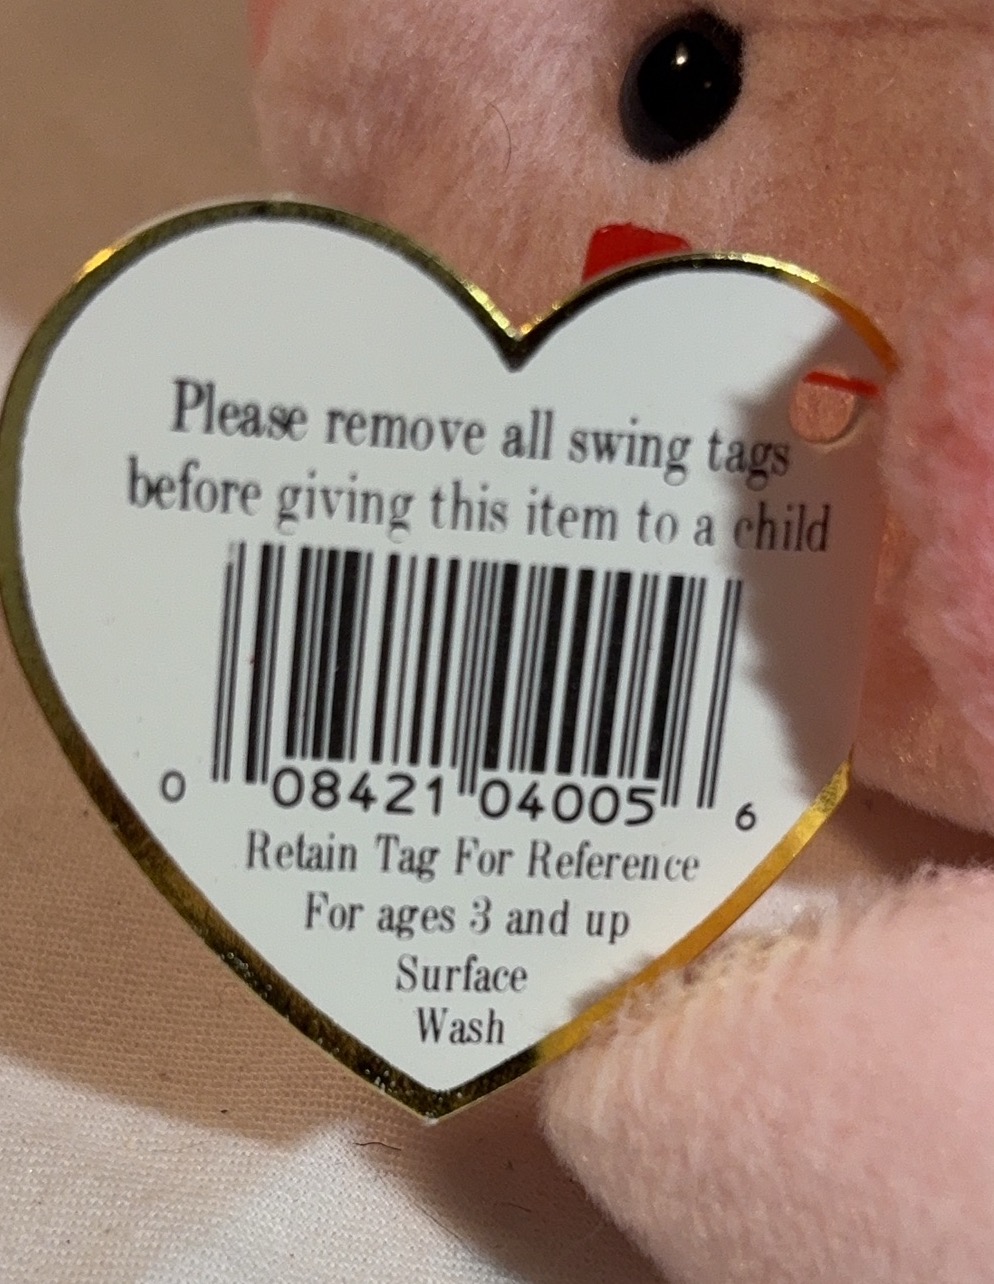 Please remove all swing tags
before giving this item to a child
0 08421 04005 6
Retain Tag For Reference
For ages 3 and up
Surface
Wash